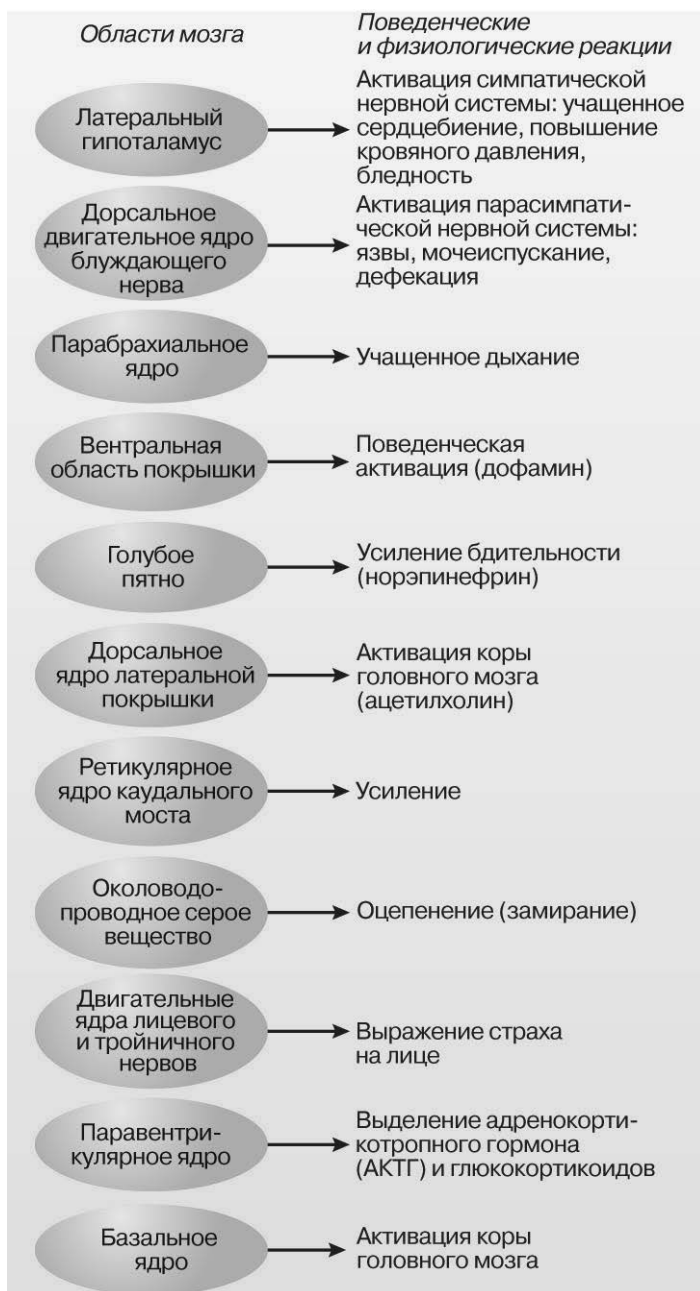 Области мозга
Поведенческие
и физиологические реакции
Латеральный
гипоталамус
Активация симпатической
нервной системы: учащенное
сердцебиение, повышение
кровяного давления,
бледность
Дорсальное
двигательное ядро
блуждающего
нерва
Активация парасимпати-
ческой нервной системы:
язвы, мочеиспускание,
дефекация
Парабрахиальное
ядро
Учащенное дыхание
Вентральная
область покрышки
Поведенческая
активация (дофамин)
Голубое
пятно
Усиление бдительности
(норэпинефрин)
Дорсальное
ядро латеральной
покрышки
Активация коры
головного мозга
(ацетилхолин)
Ретикулярное
ядро каудального
моста
Усиление
Околоводо-
проводное серое
вещество
Оцепенение (замирание)
Двигательные
ядра лицевого
и тройничного
нервов
Выражение страха
на лице
Паравентри-
кулярное ядро
Выделение адренокорти-
котропного гормона
(АКТГ) и глюкокортикоидов
Базальное
ядро
Активация коры
головного мозга